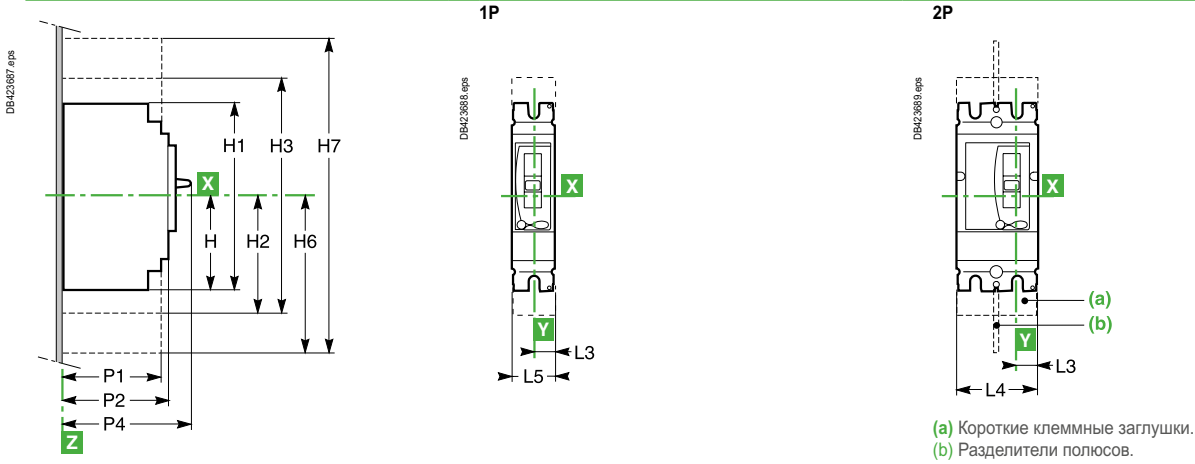 1P
2P
DB423687.eps
H1
H3
H7
X
H
H2
H6
P1
P2
P4
Z
DB423688.eps
X
Y
L3
L5
DB423689.eps
X
(a)
(b)
Y
L3
L4
(a) Короткие клеммные заглушки.
(b) Разделители полюсов.